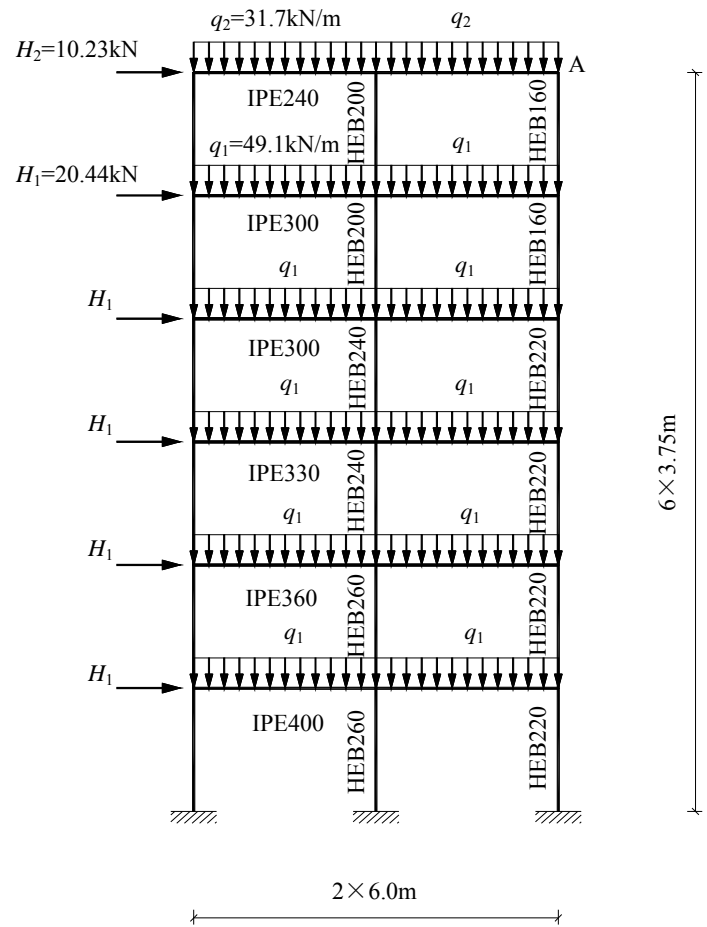 q₂=31.7kN/m q₂
H₂=10.23kN
A
IPE240 HEB200 HEB160
q₁=49.1kN/m q₁
H₁=20.44kN
IPE300 HEB200 HEB160
q₁ q₁
H₁
IPE300 HEB240 HEB220
q₁ q₁
H₁
IPE330 HEB240 HEB220
q₁ q₁
H₁
IPE360 HEB260 HEB220
q₁ q₁
H₁
IPE400 HEB260 HEB220
6×3.75m
2×6.0m